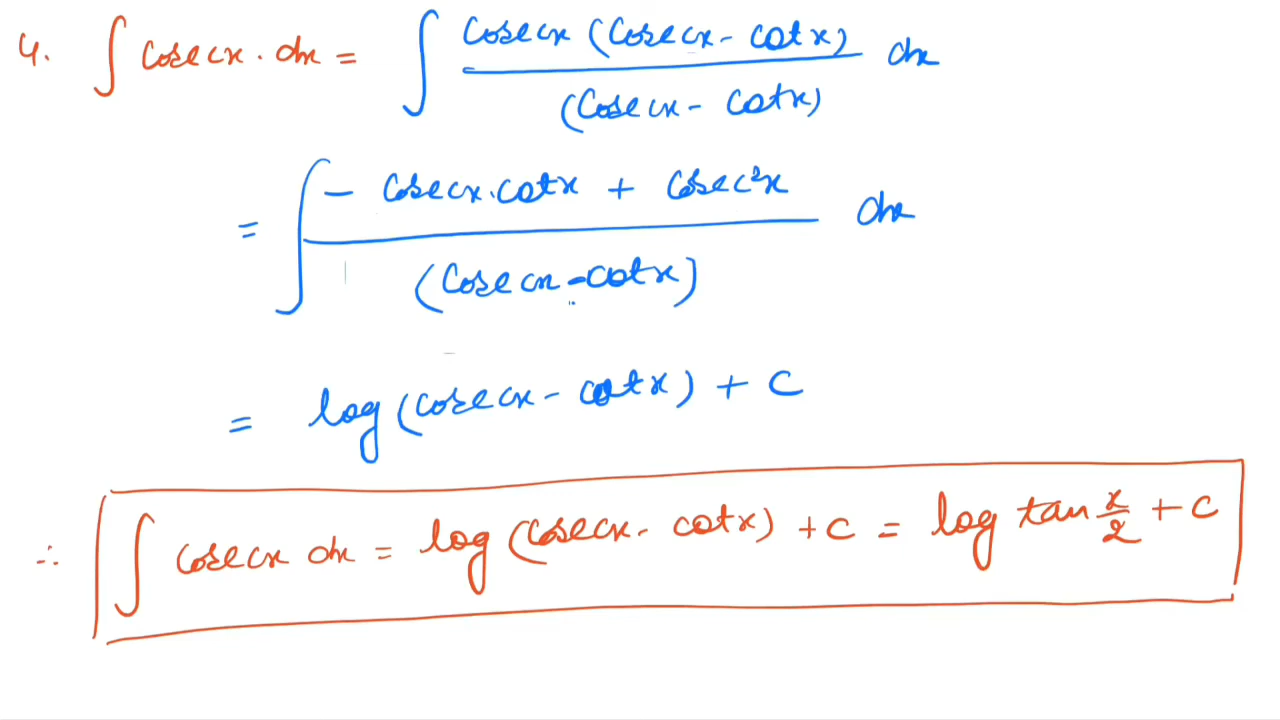 4. ∫ Cosecx . dx = ∫ Cosecx (Cosecx - cotx) / (Cosecx - cotx) dx
= ∫ - Cosecx.cotx + Cosec²x / (Cosecx - cotx) dx
= log (cosecx - cotx) + C
∴ ∫ cosecx dx = log (cosecx - cotx) + C = log tan x/2 + C